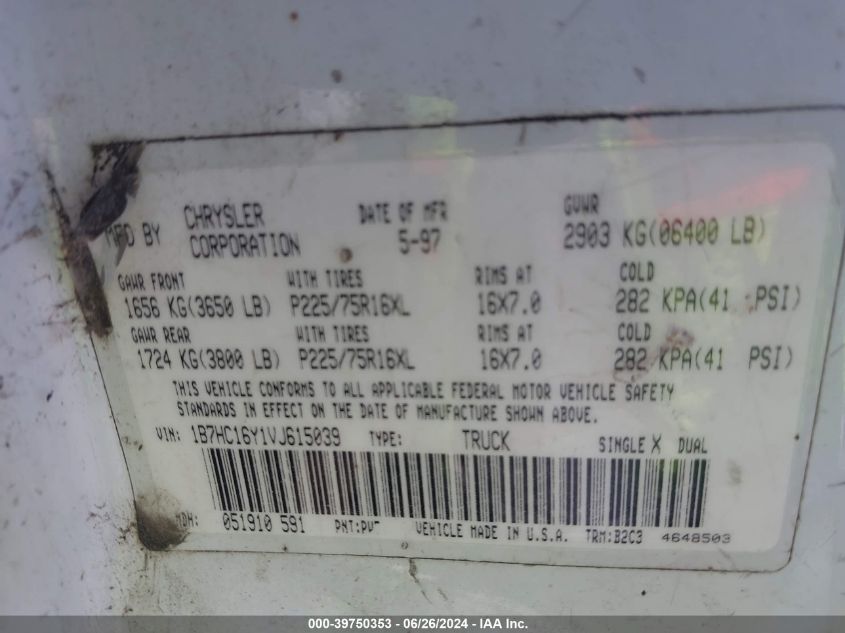 MFD BY CHRYSLER CORPORATION DATE OF MFR 5-97 GVWR 2903 KG(06400 LB)
GAWR FRONT WITH TIRES RIMS AT COLD
1656 KG(3650 LB) P225/75R16XL 16X7.0 282 KPA(41 PSI)
GAWR REAR WITH TIRES RIMS AT COLD
1724 KG(3800 LB) P225/75R16XL 16X7.0 282 KPA(41 PSI)
THIS VEHICLE CONFORMS TO ALL APPLICABLE FEDERAL MOTOR VEHICLE SAFETY
STANDARDS IN EFFECT ON THE DATE OF MANUFACTURE SHOWN ABOVE.
VIN: 1B7HC16Y1VJ615039 TYPE: TRUCK SINGLE X DUAL
MDH: 051910 591 PNT: VEHICLE MADE IN U.S.A. TRM:B2C3 4648503
000-39750353 - 06/26/2024 - IAA Inc.